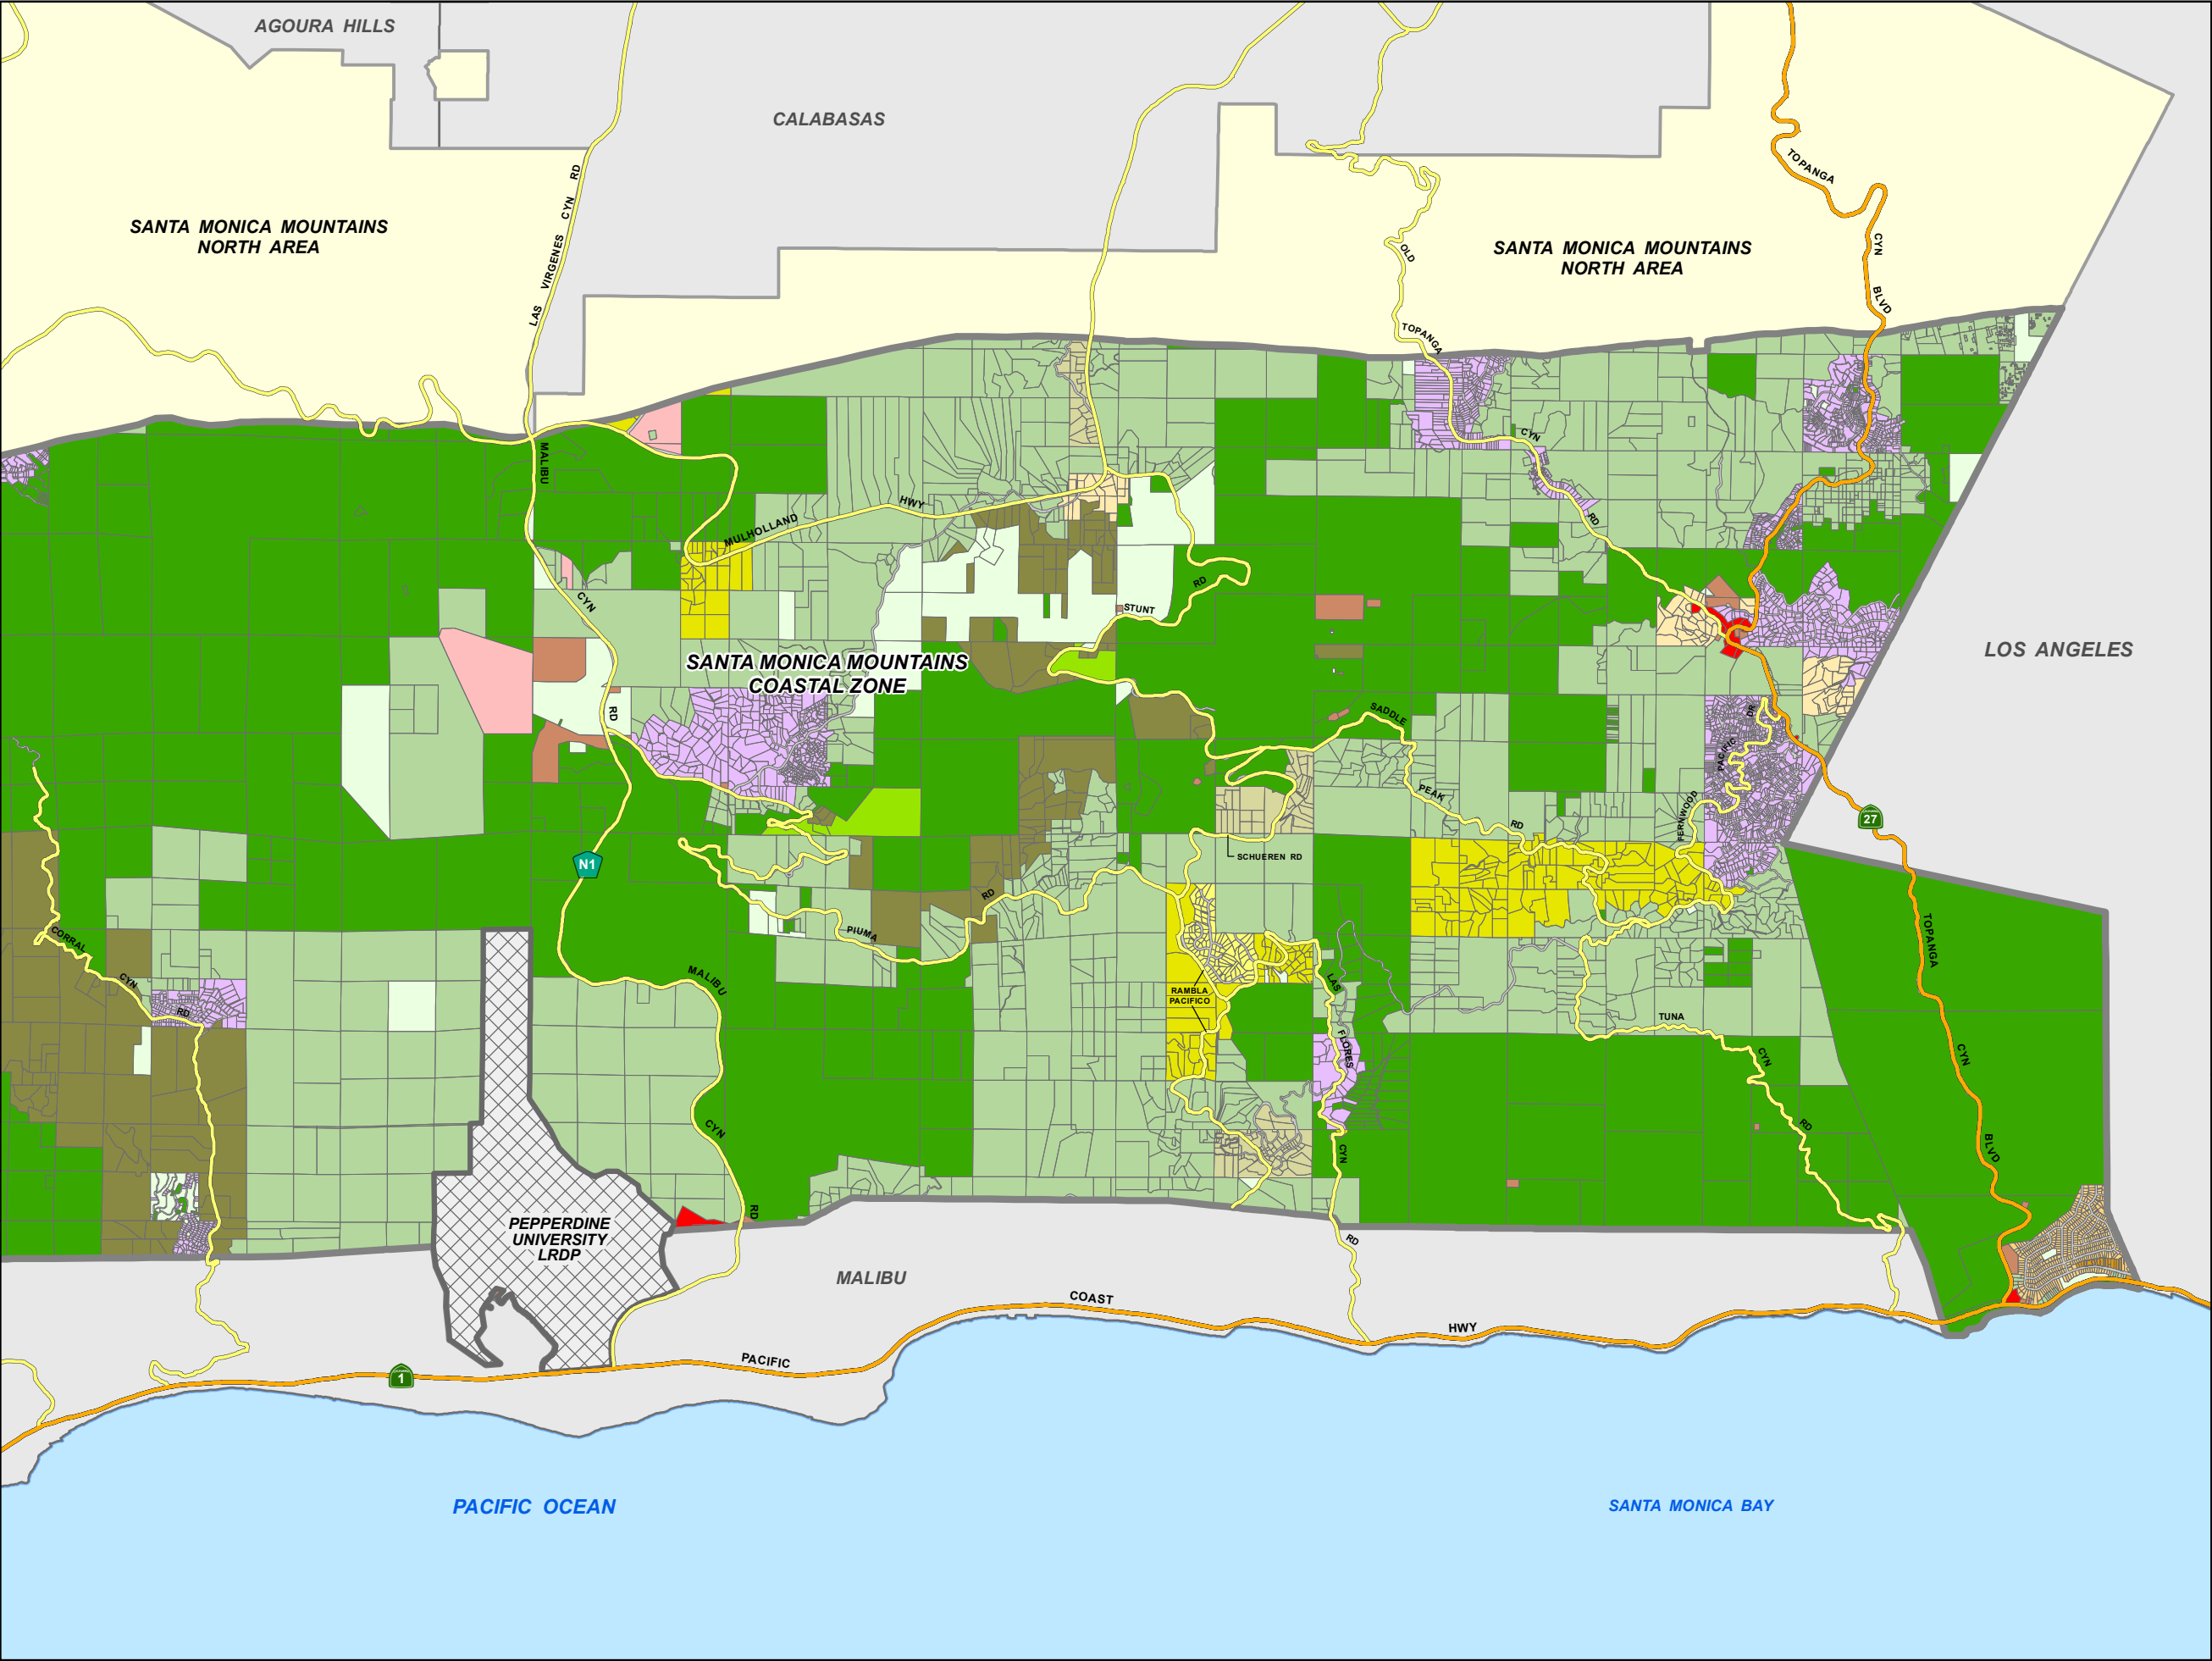 AGOURA HILLS
CALABASAS
LAS VIRGENES CYN RD
TOPANGA
CYN
BLVD
SANTA MONICA MOUNTAINS
NORTH AREA
SANTA MONICA MOUNTAINS
NORTH AREA
OLD
TOPANGA
CYN
RD
MALIBU
CYN
RD
MULHOLLAND
HWY
STUNT
RD
LOS ANGELES
SANTA MONICA MOUNTAINS
COASTAL ZONE
SADDLE
PEAK
RD
PACIFIC
DR
FERNWOOD
27
SCHUEREN RD
N1
PIUMA
RD
CORRAL
CYN
RD
MALIBU
CYN
RD
RAMBLA
PACIFICO
LAS
FLORES
CYN
RD
TUNA
CYN
RD
TOPANGA
CYN
BLVD
PEPPERDINE
UNIVERSITY
LRDP
MALIBU
COAST
HWY
PACIFIC
1
PACIFIC OCEAN
SANTA MONICA BAY